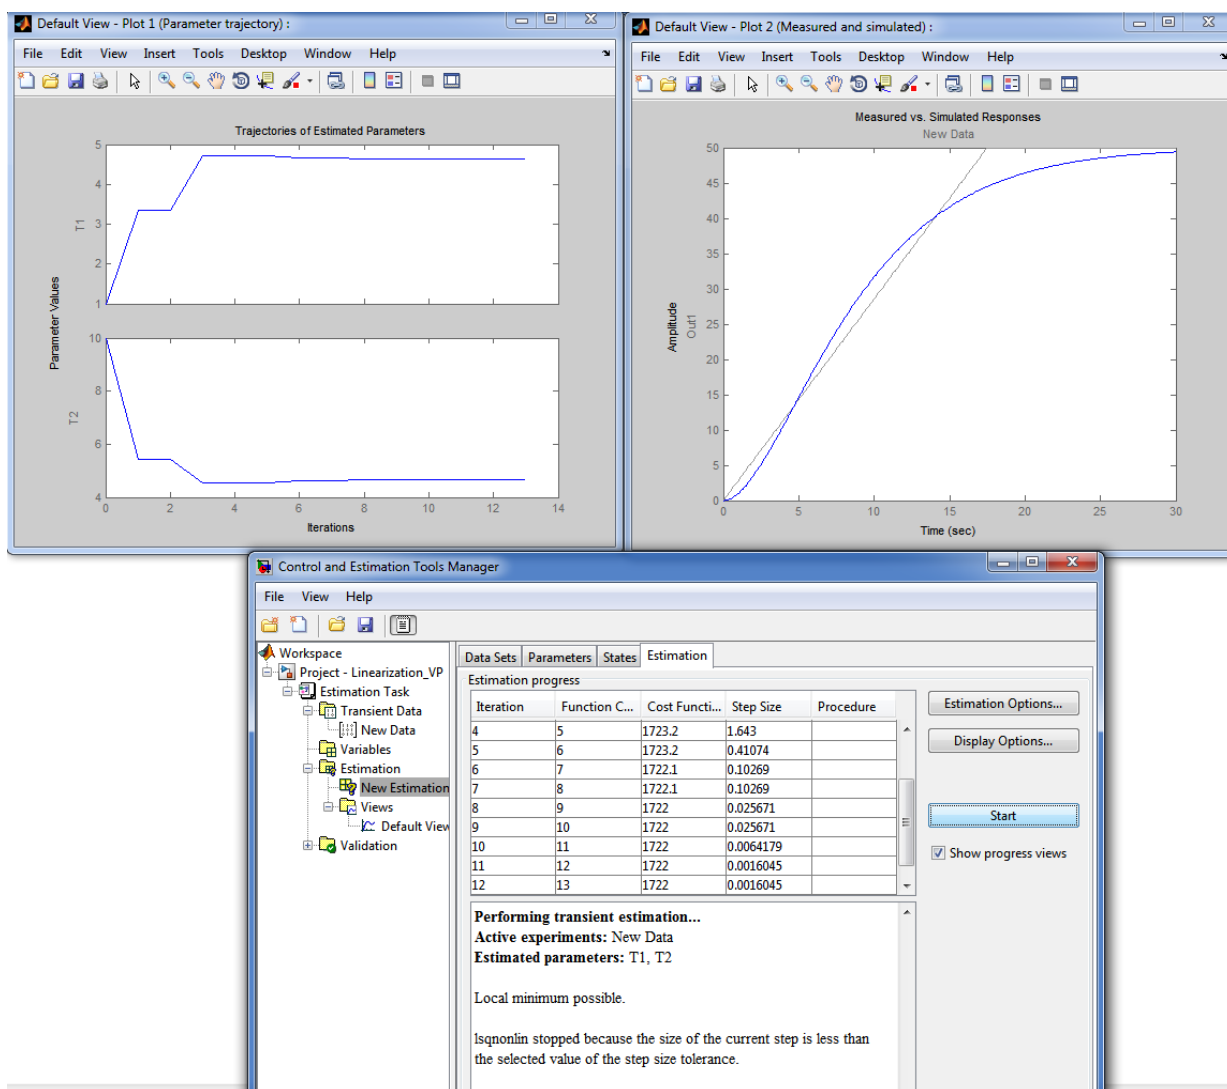 Default View - Plot 1 (Parameter trajectory) :
File Edit View Insert Tools Desktop Window Help
Trajectories of Estimated Parameters
5
4
3
2
1
T1
Parameter Values
10
8
6
4
T2
0 2 4 6 8 10 12 14
Iterations
Default View - Plot 2 (Measured and simulated) :
File Edit View Insert Tools Desktop Window Help
Measured vs. Simulated Responses
New Data
50
45
40
35
30
25
20
15
10
5
0
Amplitude
Out1
0 5 10 15 20 25 30
Time (sec)
Control and Estimation Tools Manager
File View Help
Workspace
Project - Linearization_VP
Estimation Task
Transient Data
New Data
Variables
Estimation
New Estimation
Views
Default View
Validation
Data Sets Parameters States Estimation
Estimation progress
Iteration Function C... Cost Functi... Step Size Procedure
4 5 1723.2 1.643
5 6 1723.2 0.41074
6 7 1722.1 0.10269
7 8 1722.1 0.10269
8 9 1722 0.025671
9 10 1722 0.025671
10 11 1722 0.0064179
11 12 1722 0.0016045
12 13 1722 0.0016045
Performing transient estimation...
Active experiments: New Data
Estimated parameters: T1, T2
Local minimum possible.
lsqnonlin stopped because the size of the current step is less than
the selected value of the step size tolerance.
Estimation Options...
Display Options...
Start
Show progress views